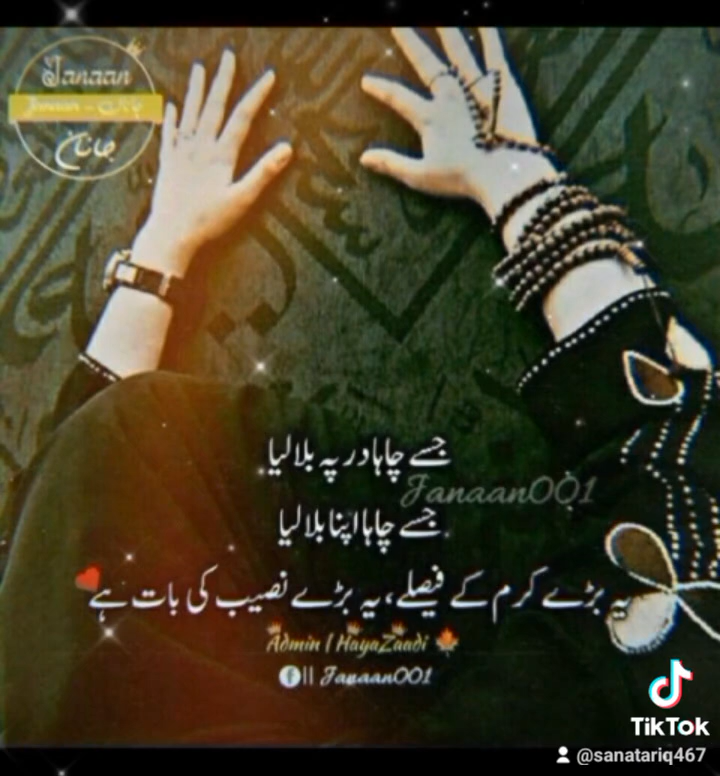 Janaan
Janaan - جاناں
جاناں
جسے چاہا در پہ بلا لیا
Janaan001
جسے چاہا اپنا بلا لیا
یہ بڑے کرم کے فیصلے، یہ بڑے نصیب کی بات ہے
Admin | HayaZaadi
|| Janaan001
TikTok
@sanatariq467